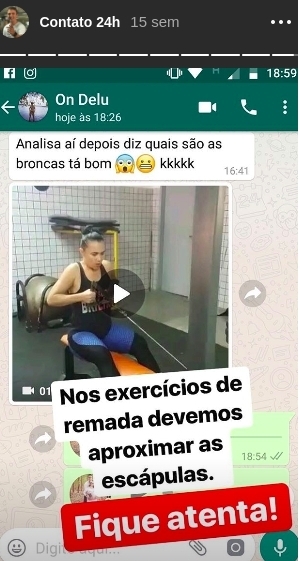 Contato 24h 15 sem
18:59
On Delu
hoje às 18:26
Analisa aí depois diz quais são as
broncas tá bom 😱😬 kkkkk
16:41
01
Nos exercícios de
remada devemos
aproximar as
escápulas.
18:54
Fique atenta!
Digite aqui...